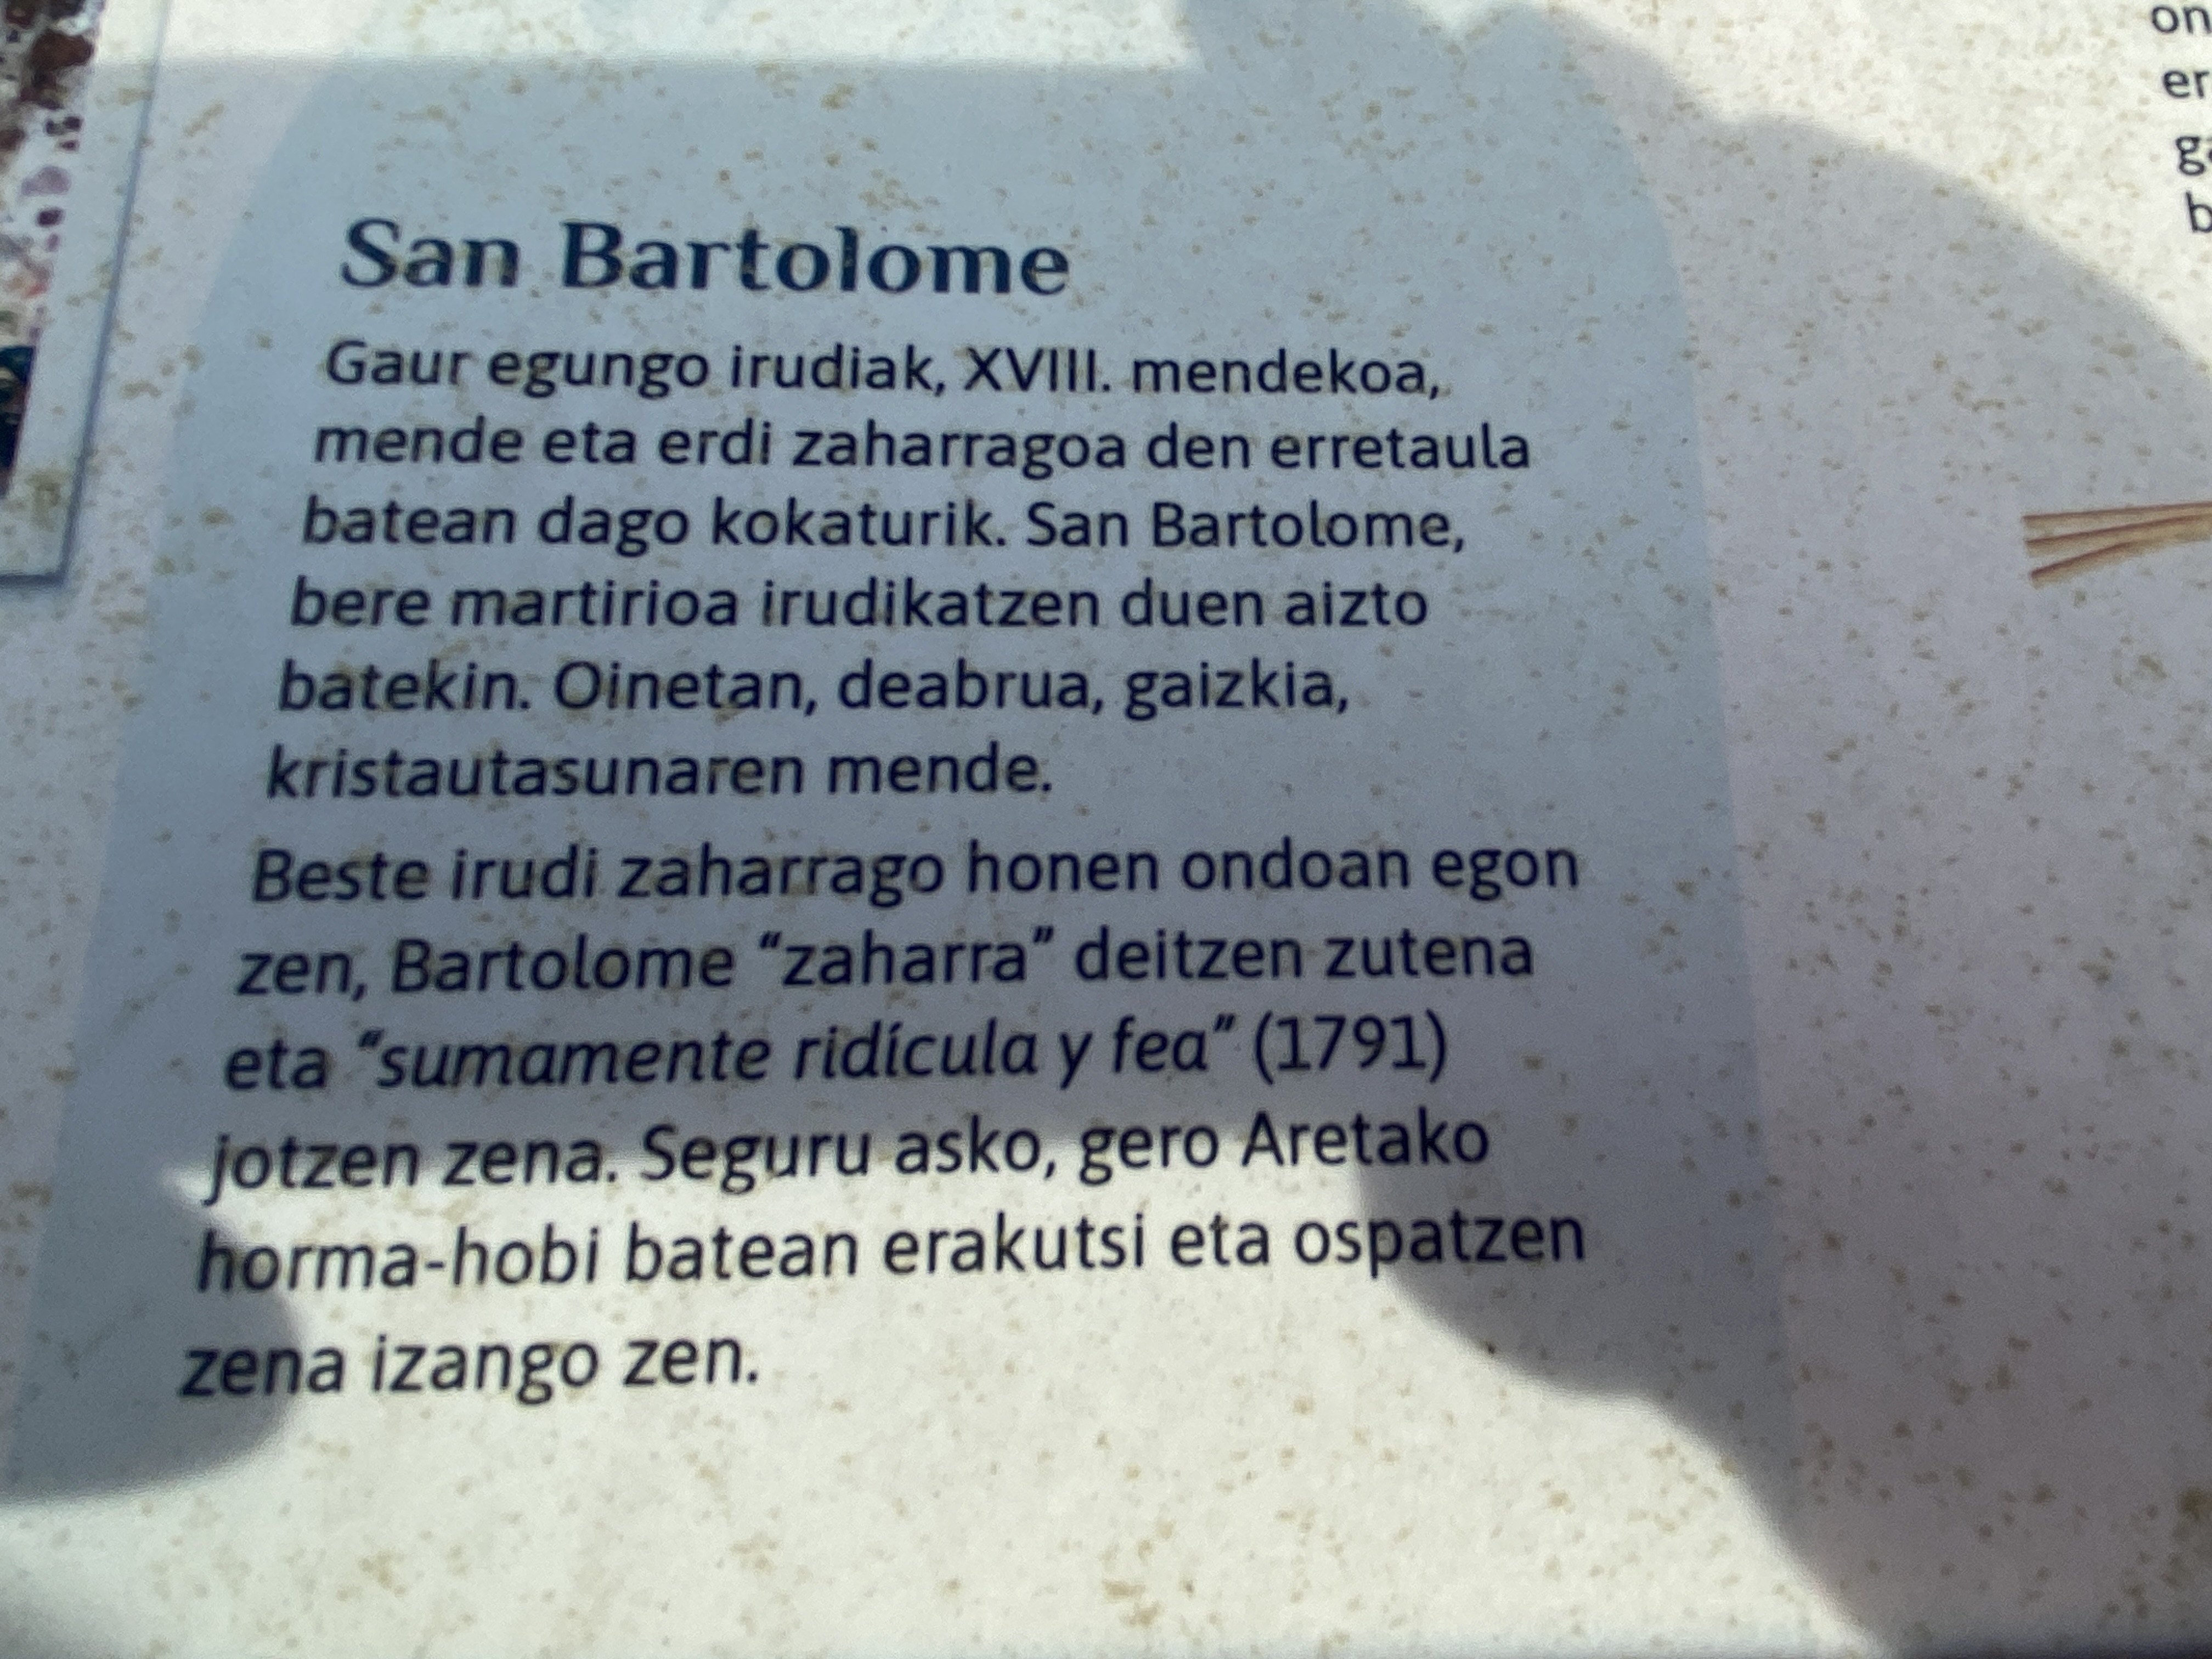 San Bartolome
Gaur egungo irudiak, XVIII. mendekoa,
mende eta erdi zaharragoa den erretaula
batean dago kokaturik. San Bartolome,
bere martirioa irudikatzen duen aizto
batekin. Oinetan, deabrua, gaizkia,
kristautasunaren mende.
Beste irudi zaharrago honen ondoan egon
zen, Bartolome “zaharra” deitzen zutena
eta “sumamente ridícula y fea” (1791)
jotzen zena. Seguru asko, gero Aretako
horma-hobi batean erakutsi eta ospatzen
zena izango zen.